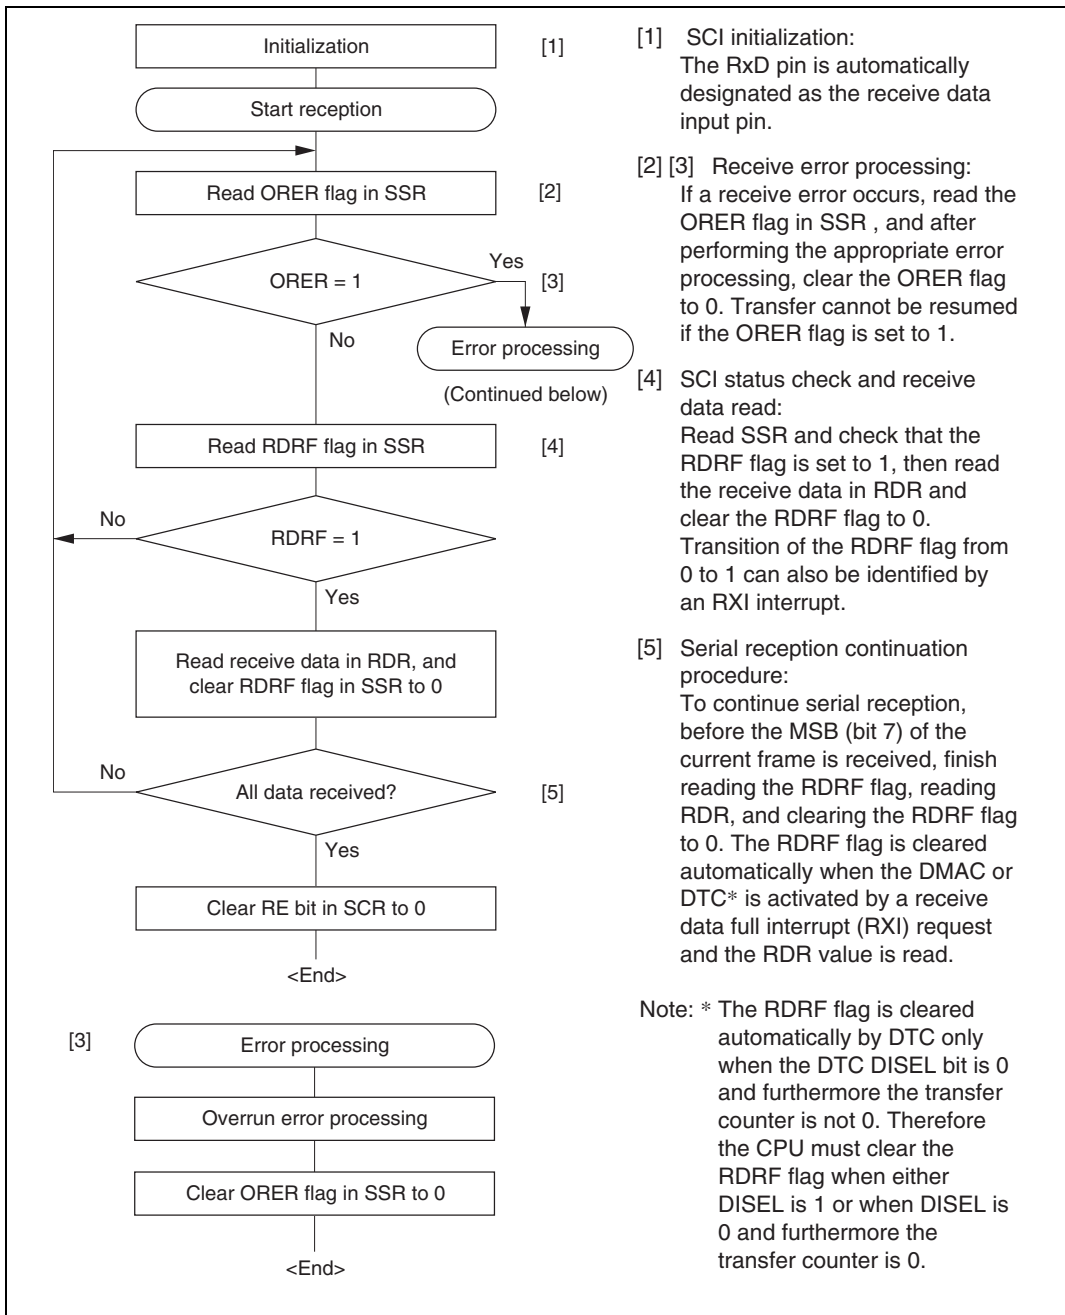 Initialization [1]
Start reception
Read ORER flag in SSR [2]
Yes
ORER = 1 [3]
No
Error processing
(Continued below)
Read RDRF flag in SSR [4]
No
RDRF = 1
Yes
Read receive data in RDR, and
clear RDRF flag in SSR to 0
No
All data received? [5]
Yes
Clear RE bit in SCR to 0
<End>
[3] Error processing
Overrun error processing
Clear ORER flag in SSR to 0
<End>
[1] SCI initialization:
The RxD pin is automatically
designated as the receive data
input pin.
[2] [3] Receive error processing:
If a receive error occurs, read the
ORER flag in SSR , and after
performing the appropriate error
processing, clear the ORER flag
to 0. Transfer cannot be resumed
if the ORER flag is set to 1.
[4] SCI status check and receive
data read:
Read SSR and check that the
RDRF flag is set to 1, then read
the receive data in RDR and
clear the RDRF flag to 0.
Transition of the RDRF flag from
0 to 1 can also be identified by
an RXI interrupt.
[5] Serial reception continuation
procedure:
To continue serial reception,
before the MSB (bit 7) of the
current frame is received, finish
reading the RDRF flag, reading
RDR, and clearing the RDRF flag
to 0. The RDRF flag is cleared
automatically when the DMAC or
DTC* is activated by a receive
data full interrupt (RXI) request
and the RDR value is read.
Note: * The RDRF flag is cleared
automatically by DTC only
when the DTC DISEL bit is 0
and furthermore the transfer
counter is not 0. Therefore
the CPU must clear the
RDRF flag when either
DISEL is 1 or when DISEL is
0 and furthermore the
transfer counter is 0.